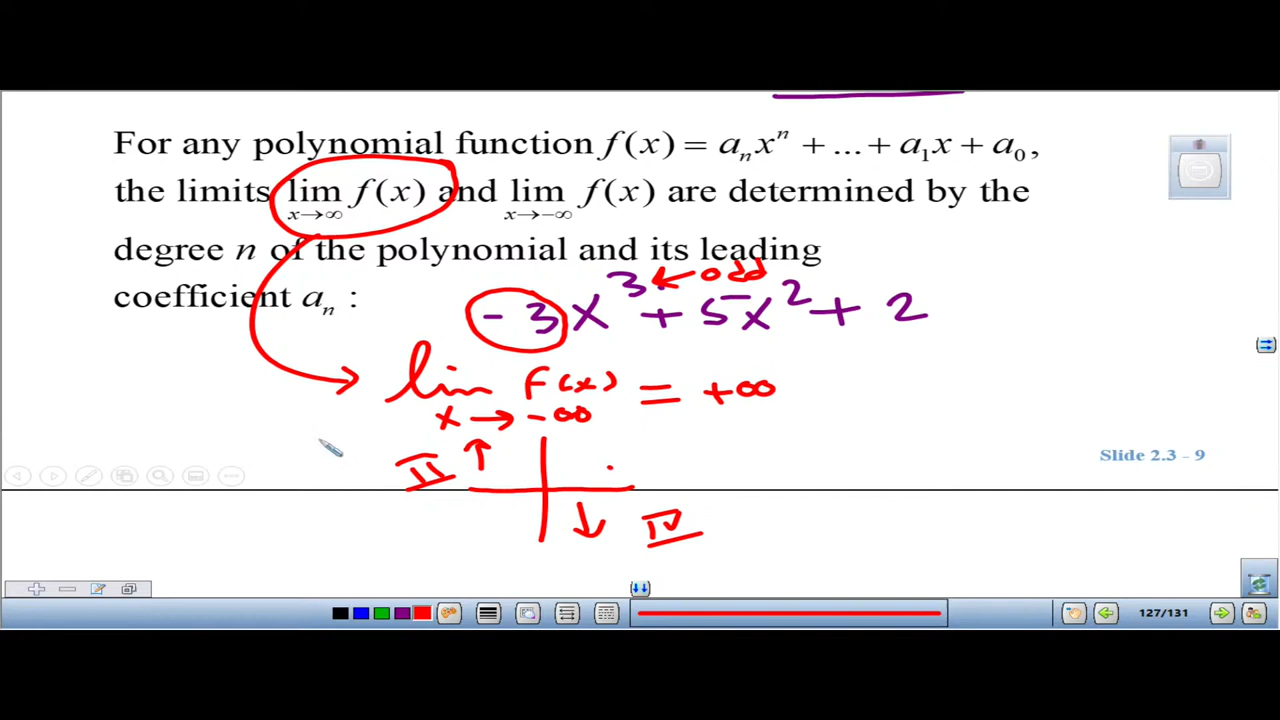 For any polynomial function f(x) = aₙxⁿ + ... + a₁x + a₀,
the limits lim f(x) and lim f(x) are determined by the
x→∞ x→−∞
degree n of the polynomial and its leading
coefficient aₙ :
← odd
-3x³ + 5x² + 2
lim f(x) = +∞
x → -∞
II ↑
↓ IV
Slide 2.3 - 9
127/131